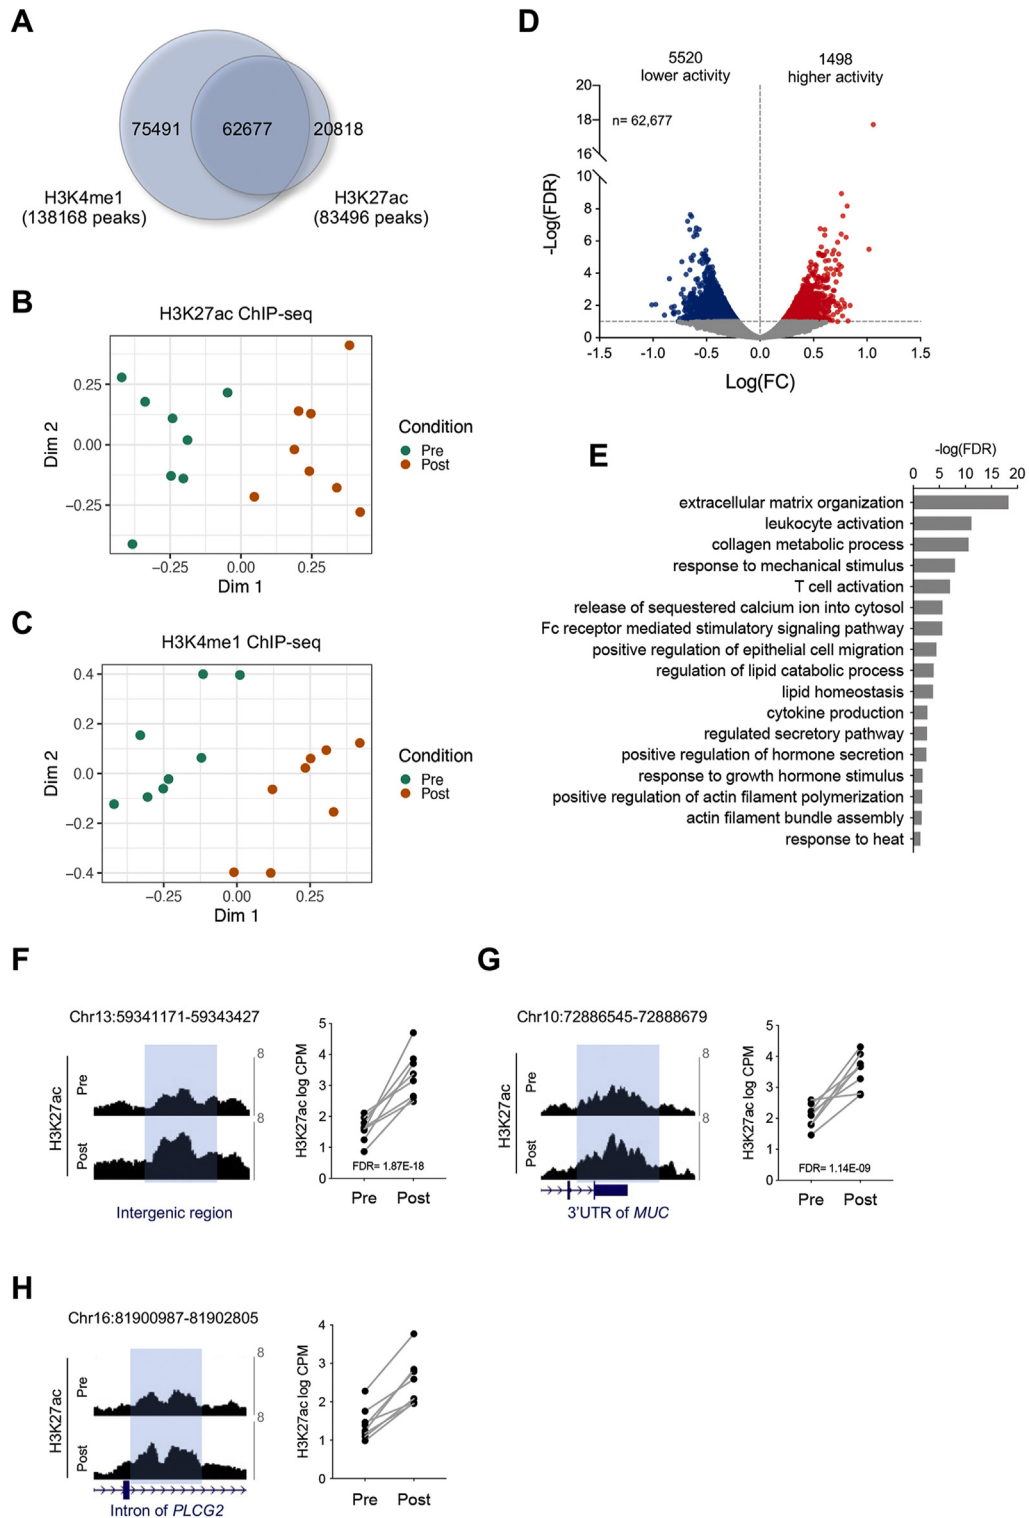 A
75491
62677
20818
H3K4me1
(138168 peaks)
H3K27ac
(83496 peaks)
B
H3K27ac ChIP-seq
0.25
0.00
−0.25
Dim 2
−0.25
0.00
0.25
Dim 1
Condition
Pre
Post
C
H3K4me1 ChIP-seq
0.4
0.2
0.0
−0.2
−0.4
Dim 2
−0.25
0.00
0.25
Dim 1
Condition
Pre
Post
D
5520
lower activity
1498
higher activity
n= 62,677
20
18
16
10
8
6
4
2
0
-Log(FDR)
-1.5
-1.0
-0.5
0.0
0.5
1.0
1.5
Log(FC)
E
-log(FDR)
0 5 10 15 20
extracellular matrix organization
leukocyte activation
collagen metabolic process
response to mechanical stimulus
T cell activation
release of sequestered calcium ion into cytosol
Fc receptor mediated stimulatory signaling pathway
positive regulation of epithelial cell migration
regulation of lipid catabolic process
lipid homeostasis
cytokine production
regulated secretory pathway
positive regulation of hormone secretion
response to growth hormone stimulus
positive regulation of actin filament polymerization
actin filament bundle assembly
response to heat
F
Chr13:59341171-59343427
H3K27ac
Pre
Post
8
8
Intergenic region
H3K27ac log CPM
5
4
3
2
1
0
FDR= 1.87E-18
Pre
Post
G
Chr10:72886545-72888679
H3K27ac
Pre
Post
8
8
3'UTR of MUC
H3K27ac log CPM
5
4
3
2
1
0
FDR= 1.14E-09
Pre
Post
H
Chr16:81900987-81902805
H3K27ac
Pre
Post
8
8
Intron of PLCG2
H3K27ac log CPM
4
3
2
1
0
Pre
Post